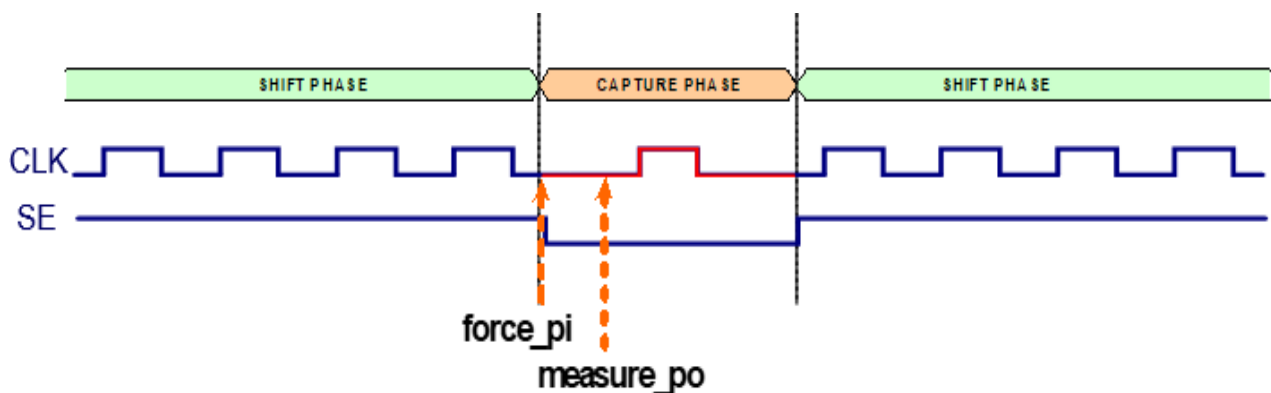 SHIFT PHASE CAPTURE PHASE SHIFT PHASE
CLK
SE
force_pi
measure_po